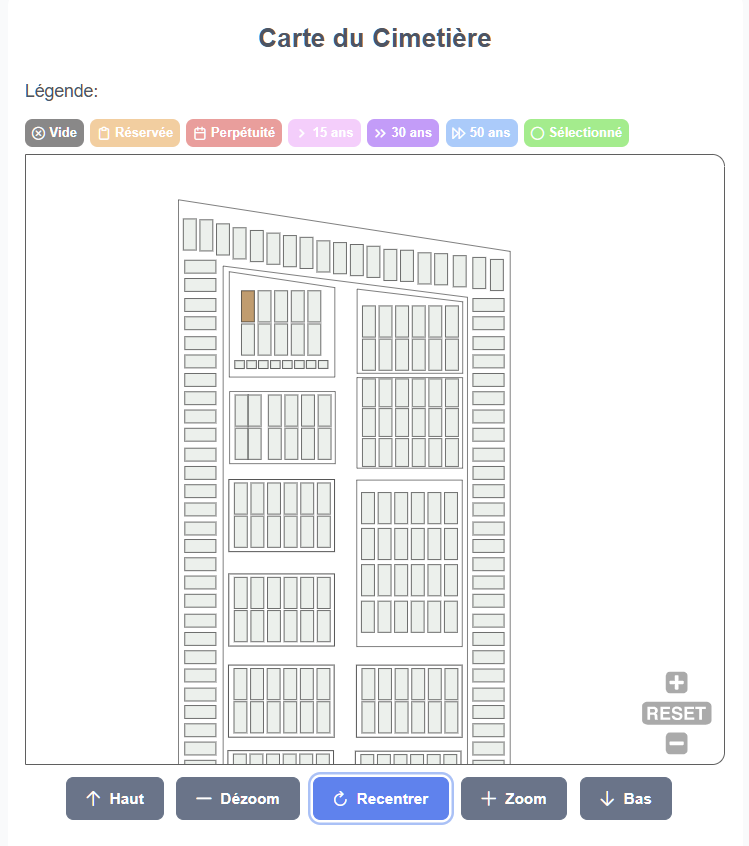 Carte du Cimetière
Légende:
Vide Réservée Perpétuité 15 ans 30 ans 50 ans Sélectionné
RESET
Haut Dézoom Recentrer Zoom Bas